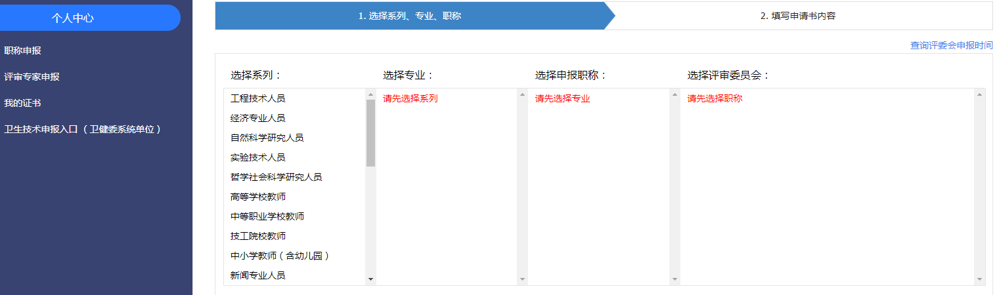 个人中心
职称申报
评审专家申报
我的证书
卫生技术申报入口（卫健委系统单位）
1. 选择系列、专业、职称
2. 填写申请书内容
查询评委会申报时间
选择系列：
工程技术人员
经济专业人员
自然科学研究人员
实验技术人员
哲学社会科学研究人员
高等学校教师
中等职业学校教师
技工院校教师
中小学教师（含幼儿园）
新闻专业人员
选择专业：
请先选择系列
选择申报职称：
请先选择专业
选择评审委员会：
请先选择职称